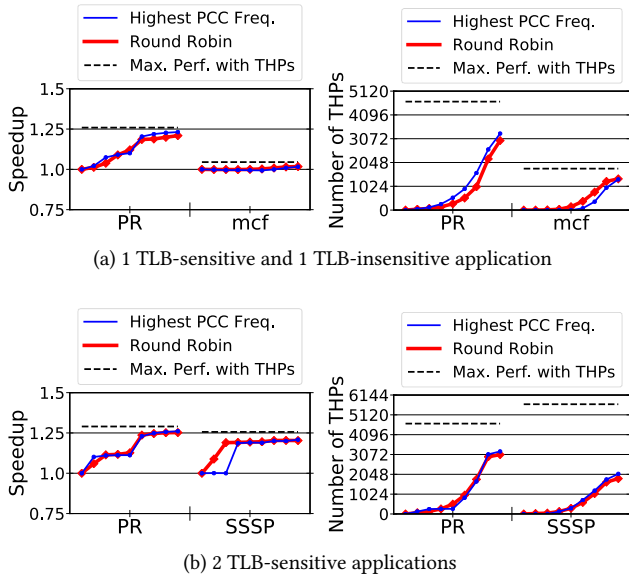 Highest PCC Freq.
Round Robin
Max. Perf. with THPs
Highest PCC Freq.
Round Robin
Max. Perf. with THPs
Speedup
1.5
1.25
1.0
0.75
PR
mcf
Number of THPs
5120
4096
3072
2048
1024
0
PR
mcf
(a) 1 TLB-sensitive and 1 TLB-insensitive application
Highest PCC Freq.
Round Robin
Max. Perf. with THPs
Highest PCC Freq.
Round Robin
Max. Perf. with THPs
Speedup
1.5
1.25
1.0
0.75
PR
SSSP
Number of THPs
6144
5120
4096
3072
2048
1024
0
PR
SSSP
(b) 2 TLB-sensitive applications